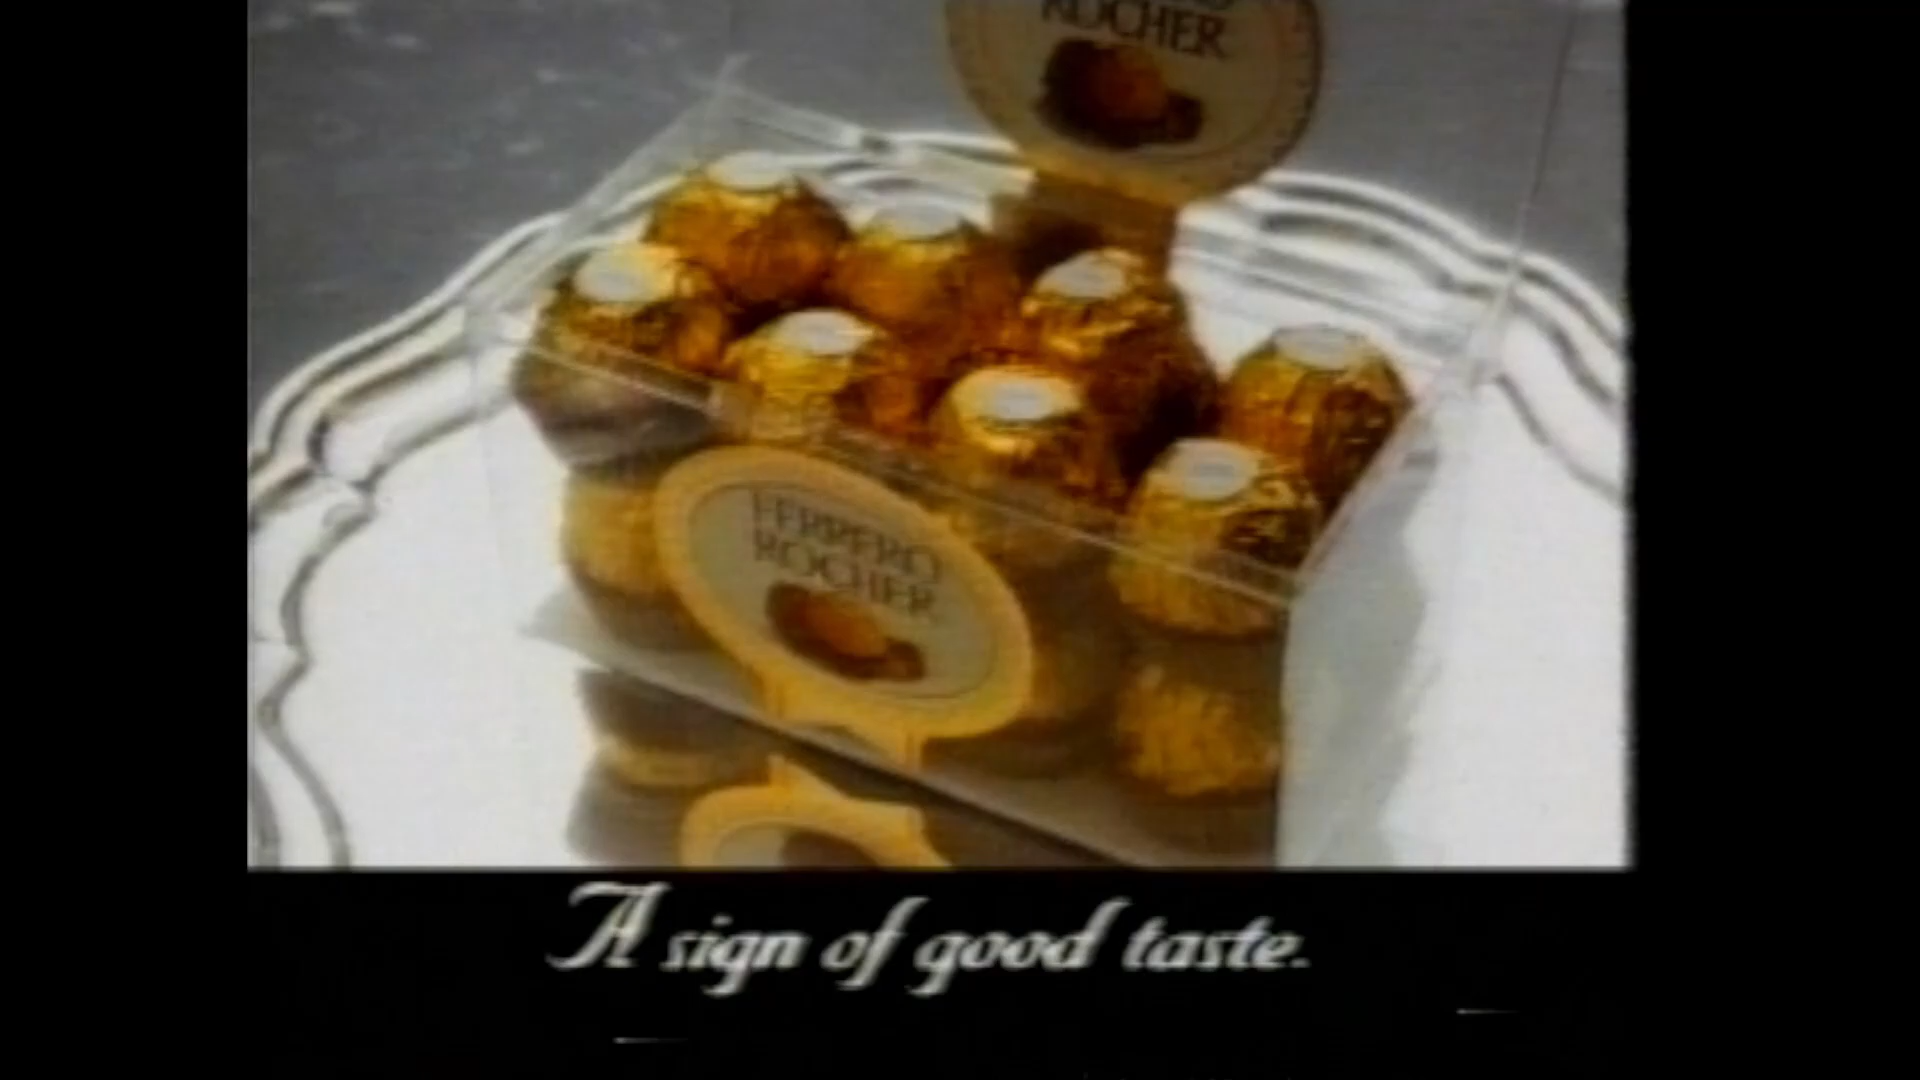 ROCHER
FERRERO
ROCHER
A sign of good taste.